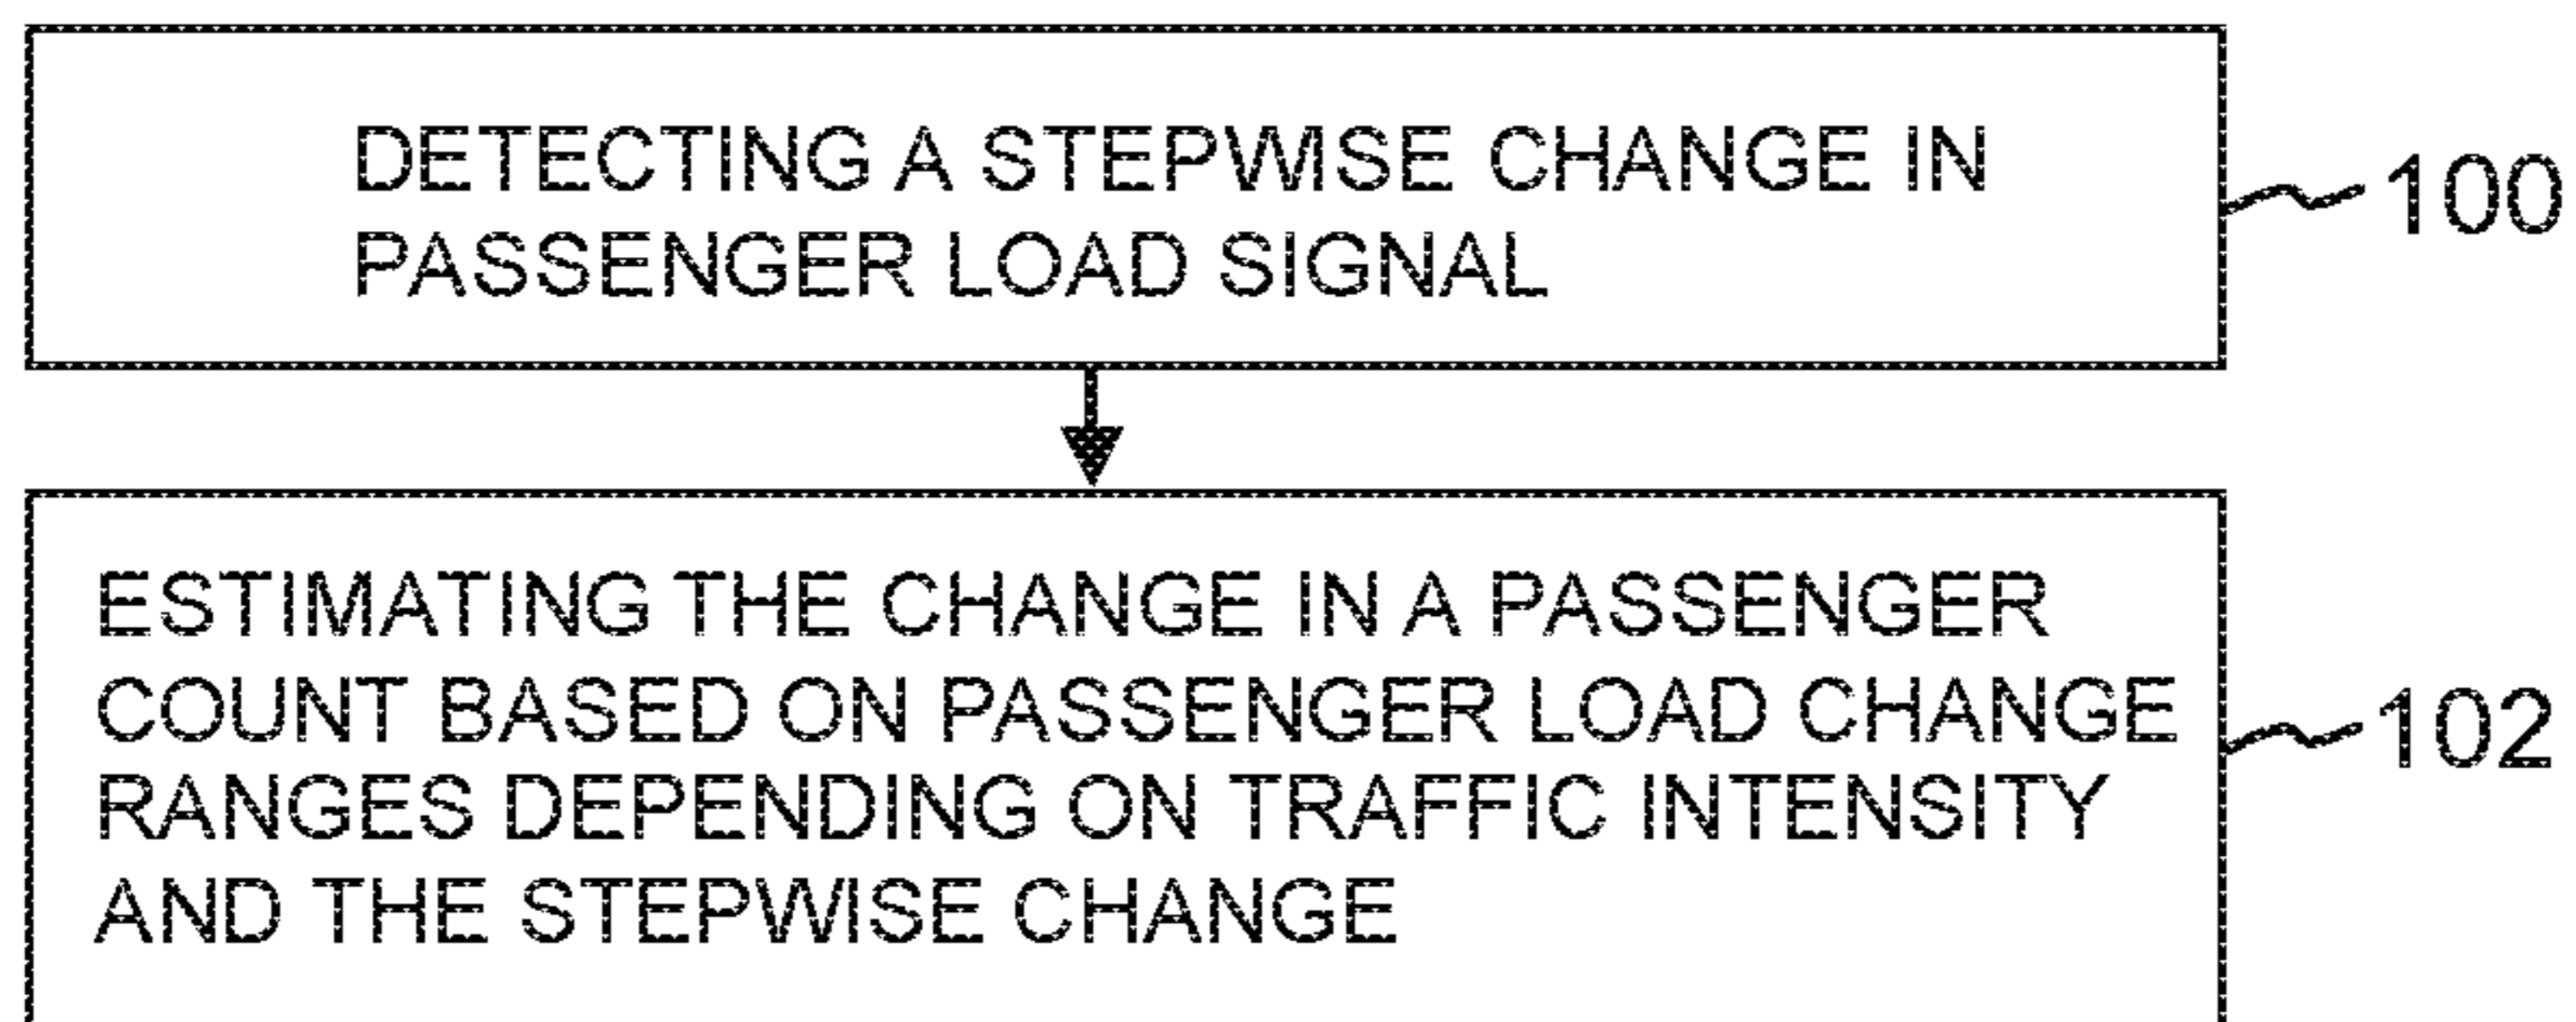 DETECTING A STEPWISE CHANGE IN
PASSENGER LOAD SIGNAL
100
ESTIMATING THE CHANGE IN A PASSENGER
COUNT BASED ON PASSENGER LOAD CHANGE
RANGES DEPENDING ON TRAFFIC INTENSITY
AND THE STEPWISE CHANGE
102